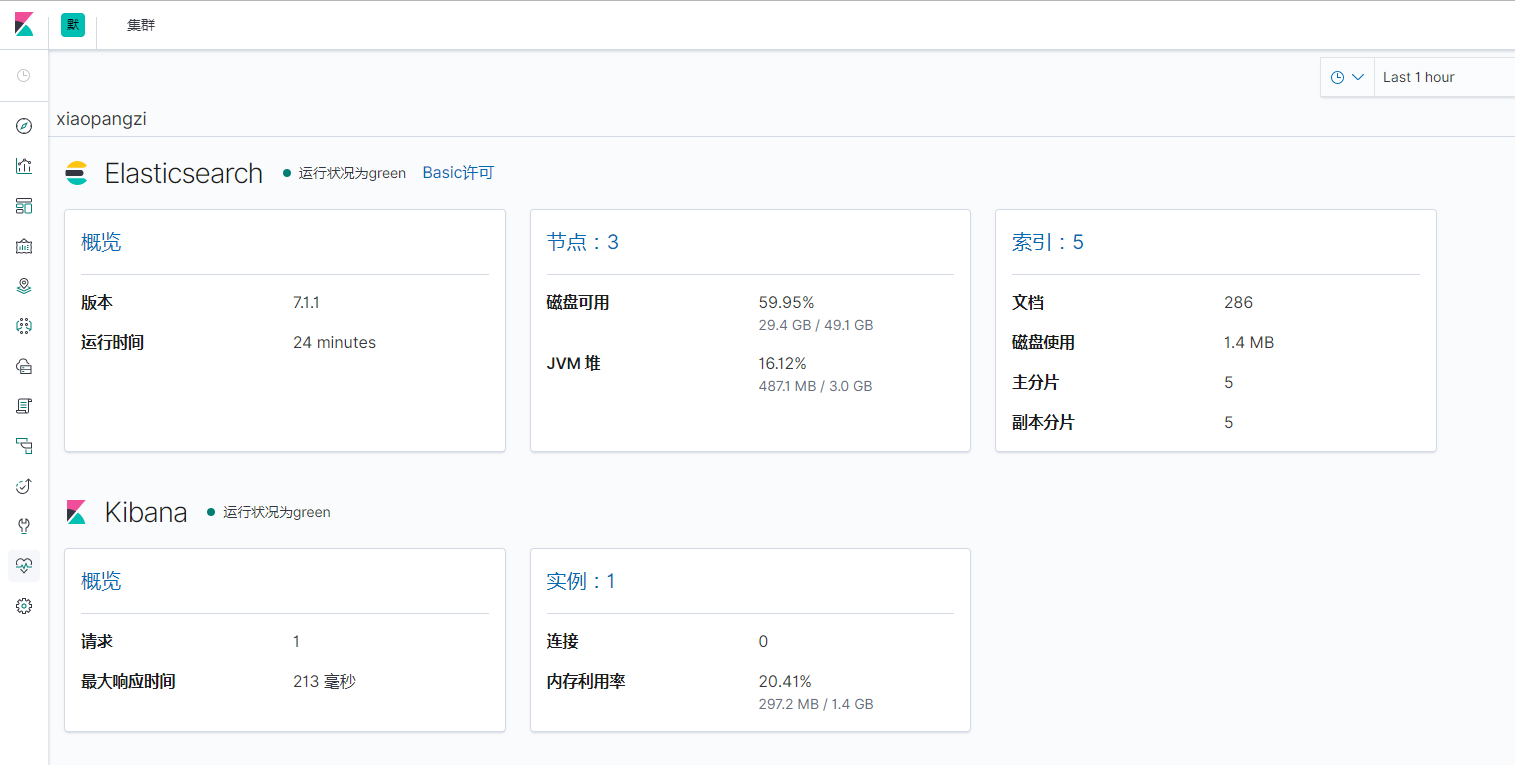 默 集群
Last 1 hour
xiaopangzi
Elasticsearch 运行状况为green Basic许可
概览
版本 7.1.1
运行时间 24 minutes
节点：3
磁盘可用 59.95%
29.4 GB / 49.1 GB
JVM 堆 16.12%
487.1 MB / 3.0 GB
索引：5
文档 286
磁盘使用 1.4 MB
主分片 5
副本分片 5
Kibana 运行状况为green
概览
请求 1
最大响应时间 213 毫秒
实例：1
连接 0
内存利用率 20.41%
297.2 MB / 1.4 GB